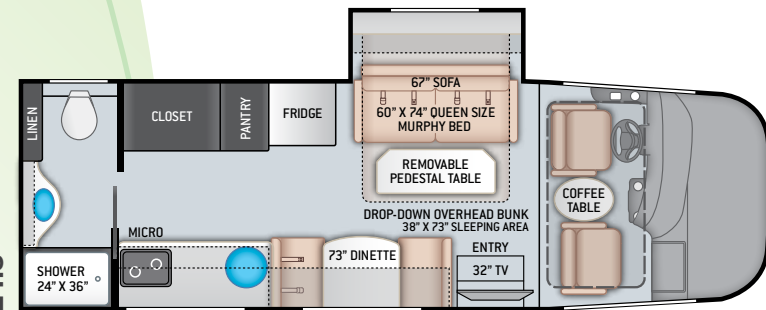 67" SOFA
60" X 74" QUEEN SIZE
MURPHY BED
LINEN
CLOSET
PANTRY
FRIDGE
REMOVABLE
PEDESTAL TABLE
COFFEE
TABLE
DROP-DOWN OVERHEAD BUNK
38" X 73" SLEEPING AREA
MICRO
ENTRY
73" DINETTE
32" TV
SHOWER
24" X 36"